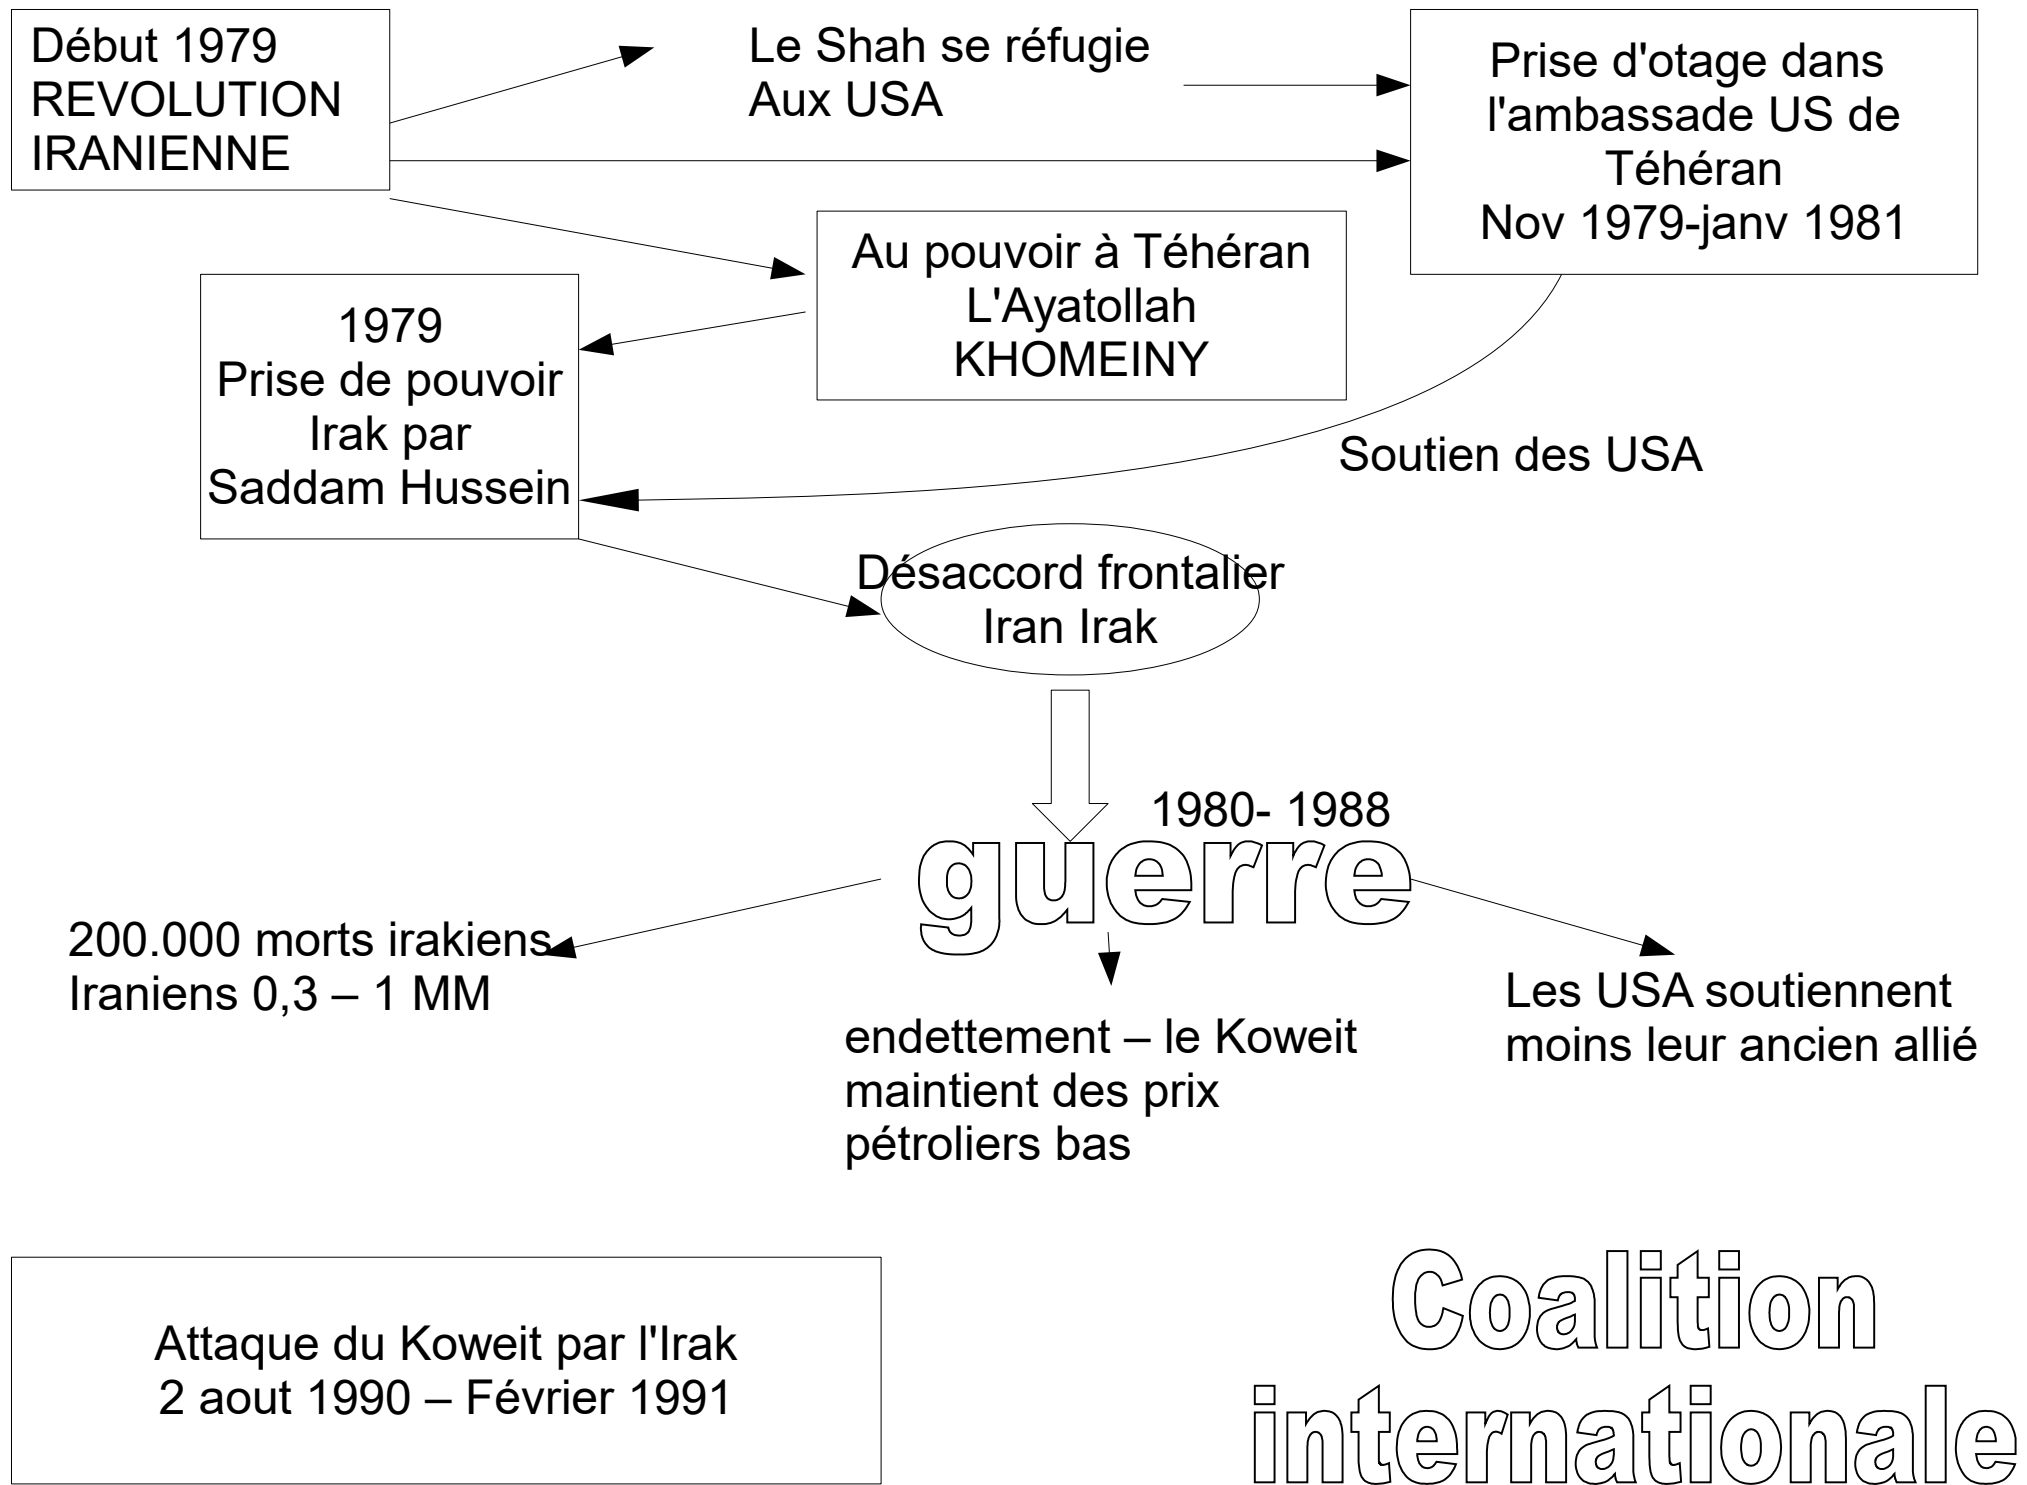 Début 1979
REVOLUTION
IRANIENNE
Le Shah se réfugie
Aux USA
Prise d'otage dans
l'ambassade US de
Téhéran
Nov 1979-janv 1981
Au pouvoir à Téhéran
L'Ayatollah
KHOMEINY
1979
Prise de pouvoir
Irak par
Saddam Hussein
Soutien des USA
Désaccord frontalier
Iran Irak
1980- 1988
guerre
200.000 morts irakiens
Iraniens 0,3 – 1 MM
endettement – le Koweit
maintient des prix
pétroliers bas
Les USA soutiennent
moins leur ancien allié
Attaque du Koweit par l'Irak
2 aout 1990 – Février 1991
Coalition
internationale